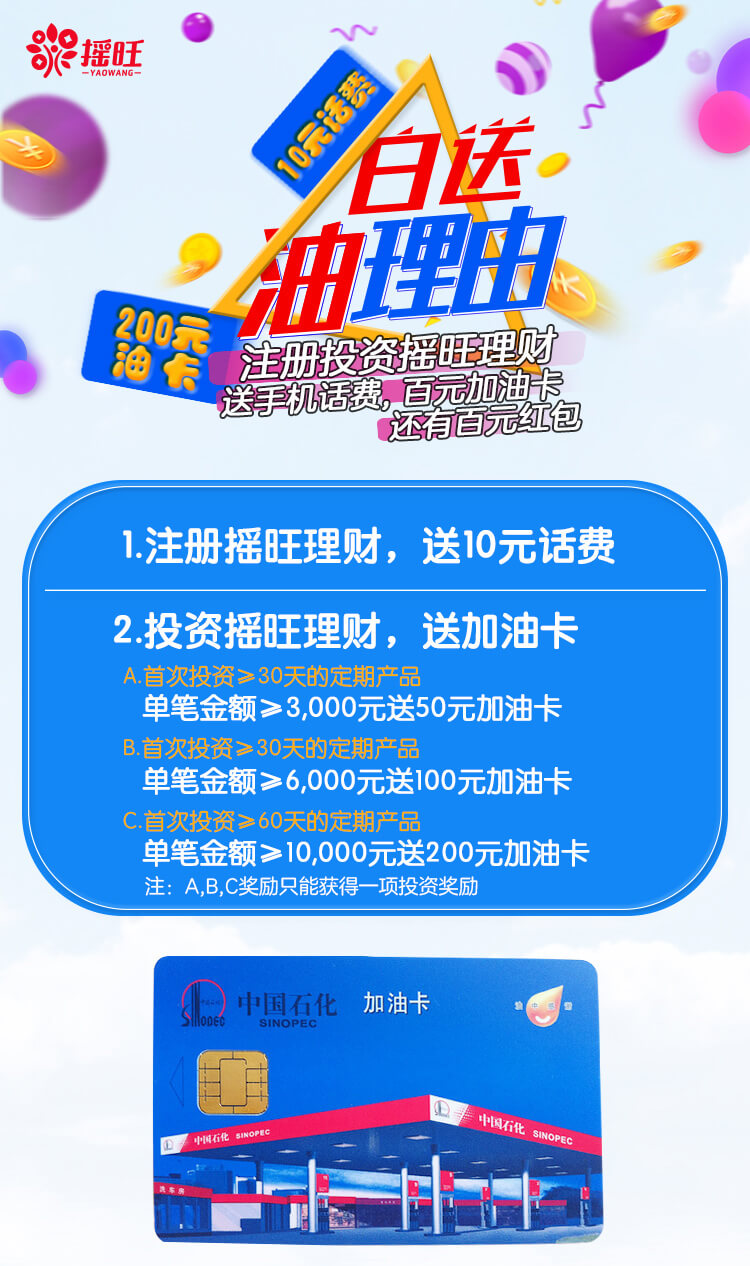 摇旺
YAOWANG
10元话费
白送
油理由
200元
油卡
注册投资摇旺理财
送手机话费，百元加油卡
还有百元红包
1.注册摇旺理财，送10元话费
2.投资摇旺理财，送加油卡
A.首次投资≥30天的定期产品
单笔金额≥3,000元送50元加油卡
B.首次投资≥30天的定期产品
单笔金额≥6,000元送100元加油卡
C.首次投资≥60天的定期产品
单笔金额≥10,000元送200元加油卡
注：A,B,C奖励只能获得一项投资奖励
SINOPEC
中国石化
SINOPEC
加油卡
中国石化 SINOPEC
中国石化 SINOPEC
洗车房